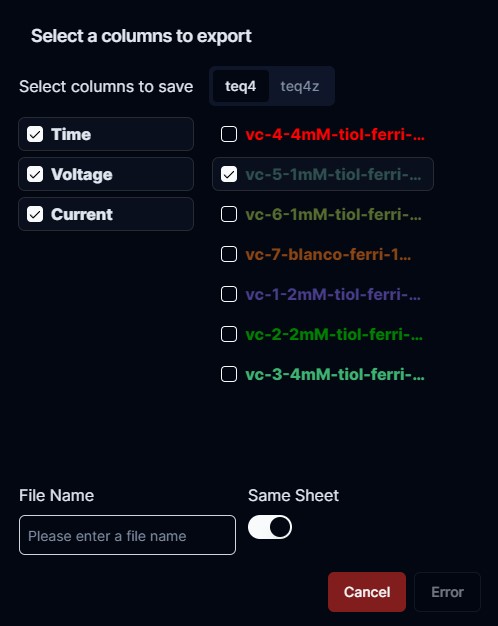 Select a columns to export
Select columns to save teq4 teq4z
Time vc-4-4mM-tiol-ferri-...
Voltage vc-5-1mM-tiol-ferri-...
Current vc-6-1mM-tiol-ferri-...
vc-7-blanco-ferri-1...
vc-1-2mM-tiol-ferri-...
vc-2-2mM-tiol-ferri-...
vc-3-4mM-tiol-ferri-...
File Name Same Sheet
Please enter a file name
Cancel Error